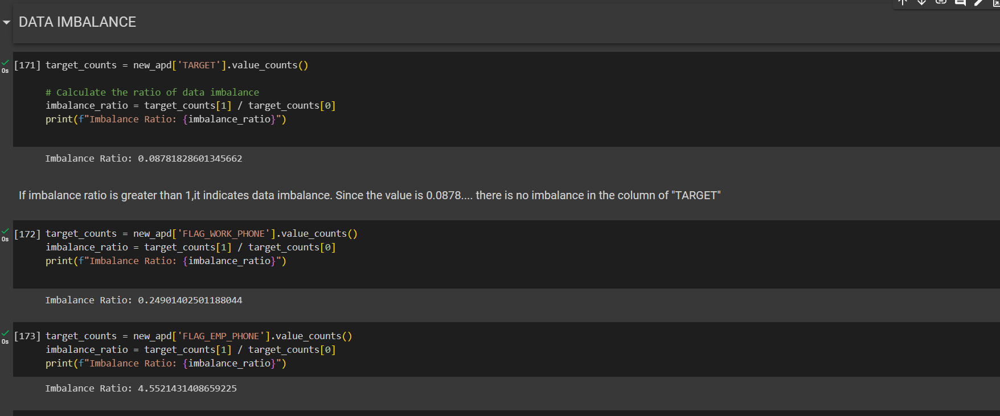 DATA IMBALANCE
[171] target_counts = new_apd['TARGET'].value_counts()
0s
# Calculate the ratio of data imbalance
imbalance_ratio = target_counts[1] / target_counts[0]
print(f"Imbalance Ratio: {imbalance_ratio}")
Imbalance Ratio: 0.08781828601345662
If imbalance ratio is greater than 1,it indicates data imbalance. Since the value is 0.0878.... there is no imbalance in the column of "TARGET"
[172] target_counts = new_apd['FLAG_WORK_PHONE'].value_counts()
0s
imbalance_ratio = target_counts[1] / target_counts[0]
print(f"Imbalance Ratio: {imbalance_ratio}")
Imbalance Ratio: 0.24901402501188044
[173] target_counts = new_apd['FLAG_EMP_PHONE'].value_counts()
0s
imbalance_ratio = target_counts[1] / target_counts[0]
print(f"Imbalance Ratio: {imbalance_ratio}")
Imbalance Ratio: 4.5521431408659225